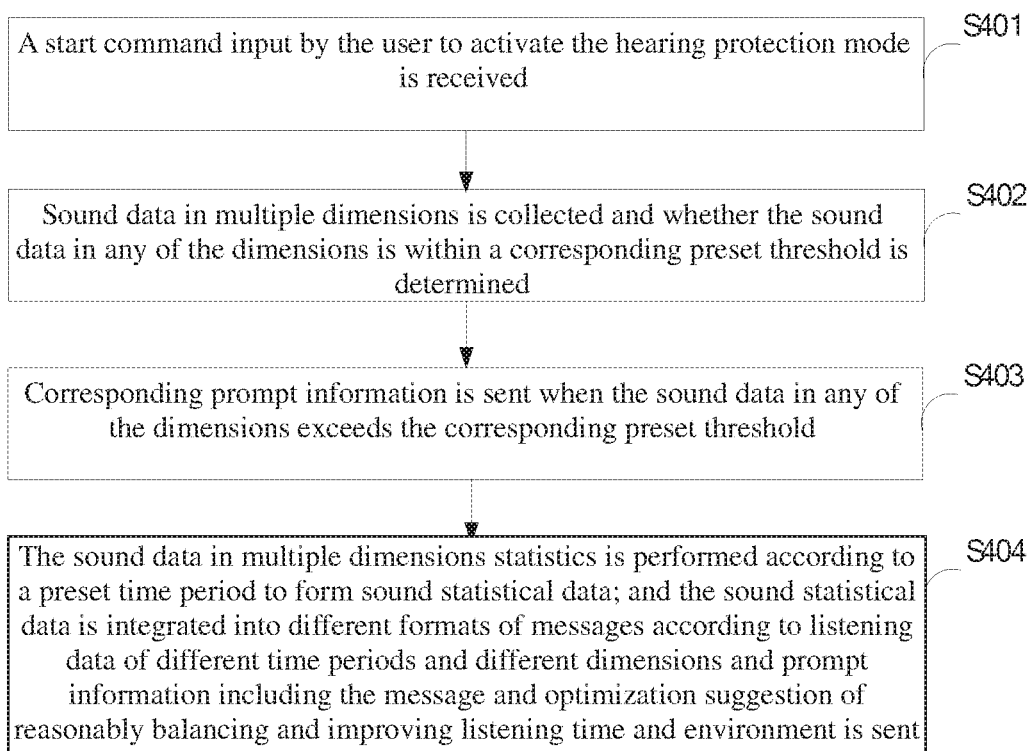 S401
A start command input by the user to activate the hearing protection mode
is received
S402
Sound data in multiple dimensions is collected and whether the sound
data in any of the dimensions is within a corresponding preset threshold is
determined
S403
Corresponding prompt information is sent when the sound data in any of
the dimensions exceeds the corresponding preset threshold
S404
The sound data in multiple dimensions statistics is performed according to
a preset time period to form sound statistical data; and the sound statistical
data is integrated into different formats of messages according to listening
data of different time periods and different dimensions and prompt
information including the message and optimization suggestion of
reasonably balancing and improving listening time and environment is sent